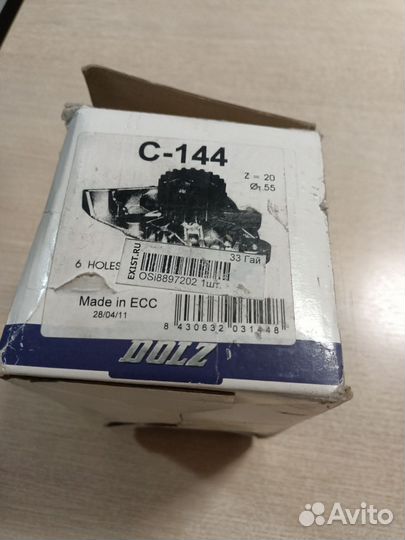 C-144
Z = 20
Ø: 55
6 HOLES
EXIST.RU
33 Гай
OSi8897202 1шт.
Made in ECC
28/04/11
8 430632 031448
DOLZ
Avito